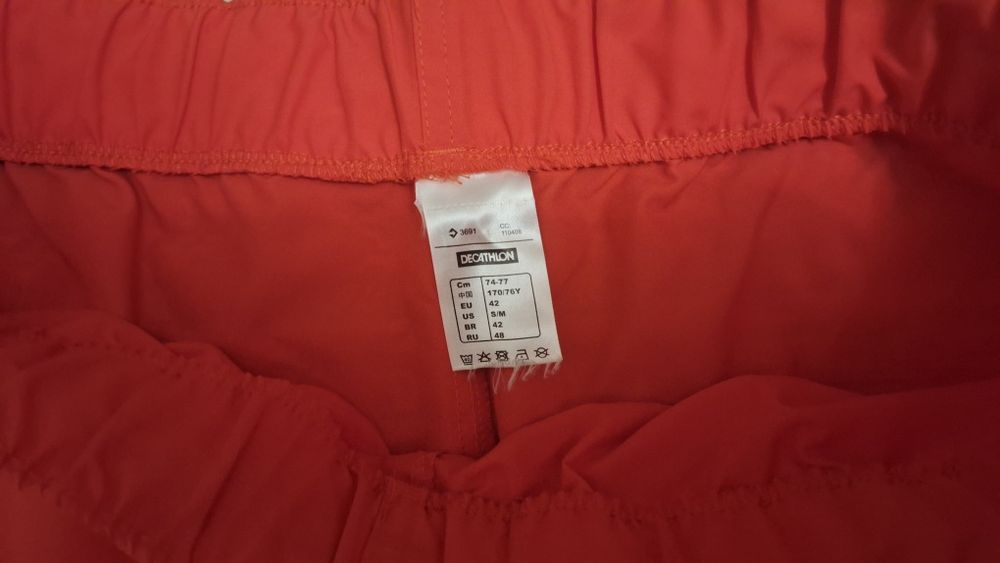 3691 CC:
110408
DECATHLON
Cm 74-77
中国 170/76Y
EU 42
US S/M
BR 42
RU 48